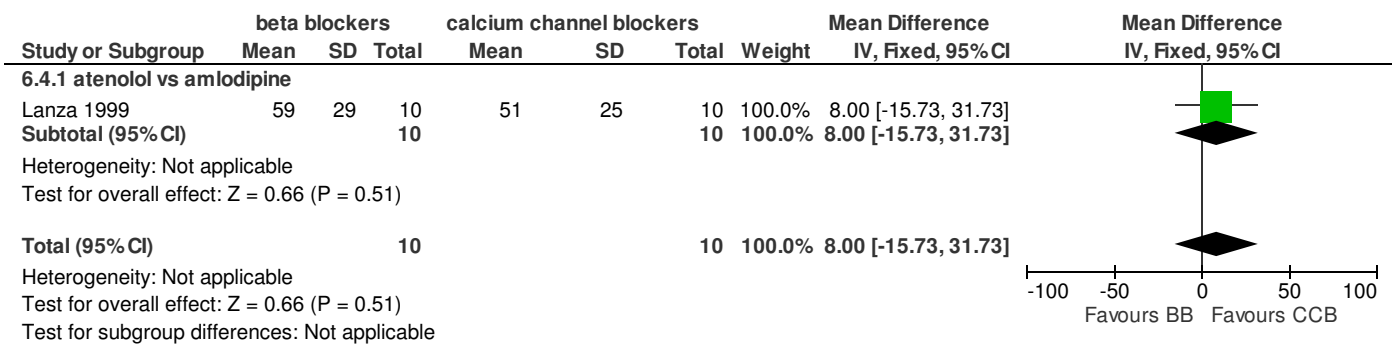 beta blockers calcium channel blockers Mean Difference Mean Difference
Study or Subgroup Mean SD Total Mean SD Total Weight IV, Fixed, 95% CI IV, Fixed, 95% CI
6.4.1 atenolol vs amlodipine
Lanza 1999 59 29 10 51 25 10 100.0% 8.00 [-15.73, 31.73]
Subtotal (95% CI) 10 10 100.0% 8.00 [-15.73, 31.73]
Heterogeneity: Not applicable
Test for overall effect: Z = 0.66 (P = 0.51)
Total (95% CI) 10 10 100.0% 8.00 [-15.73, 31.73]
Heterogeneity: Not applicable
Test for overall effect: Z = 0.66 (P = 0.51)
Test for subgroup differences: Not applicable
-100 -50 0 50 100
Favours BB Favours CCB